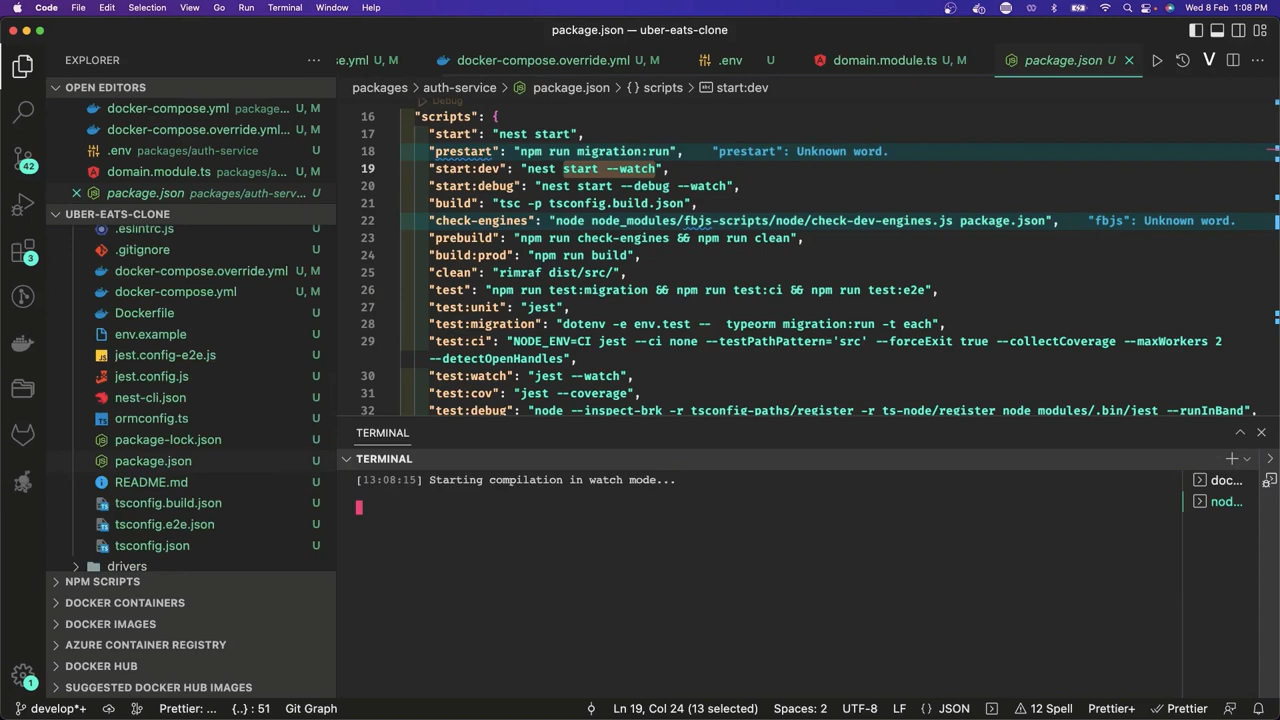 Code File Edit Selection View Go Run Terminal Window Help Wed 8 Feb 1:08 PM
package.json — uber-eats-clone
EXPLORER
se.yml U, M docker-compose.override.yml U, M .env U domain.module.ts U, M package.json U
OPEN EDITORS
docker-compose.yml package... U, M
docker-compose.override.yml... U, M
.env packages/auth-service U
domain.module.ts packages/a... U, M
package.json packages/auth-serv... U
UBER-EATS-CLONE
.eslintrc.js U
.gitignore U
docker-compose.override.yml U, M
docker-compose.yml U, M
Dockerfile U
env.example U
jest.config-e2e.js U
jest.config.js U
nest-cli.json U
ormconfig.ts U
package-lock.json U
package.json U
README.md U
tsconfig.build.json U
tsconfig.e2e.json U
tsconfig.json U
drivers
NPM SCRIPTS
DOCKER CONTAINERS
DOCKER IMAGES
AZURE CONTAINER REGISTRY
DOCKER HUB
SUGGESTED DOCKER HUB IMAGES
42
3
1
packages > auth-service > package.json > {} scripts > start:dev
Debug
16 "scripts": {
17 "start": "nest start",
18 "prestart": "npm run migration:run", "prestart": Unknown word.
19 "start:dev": "nest start --watch",
20 "start:debug": "nest start --debug --watch",
21 "build": "tsc -p tsconfig.build.json",
22 "check-engines": "node node_modules/fbjs-scripts/node/check-dev-engines.js package.json", "fbjs": Unknown word.
23 "prebuild": "npm run check-engines && npm run clean",
24 "build:prod": "npm run build",
25 "clean": "rimraf dist/src/",
26 "test": "npm run test:migration && npm run test:ci && npm run test:e2e",
27 "test:unit": "jest",
28 "test:migration": "dotenv -e env.test --  typeorm migration:run -t each",
29 "test:ci": "NODE_ENV=CI jest --ci none --testPathPattern='src' --forceExit true --collectCoverage --maxWorkers 2
--detectOpenHandles",
30 "test:watch": "jest --watch",
31 "test:cov": "jest --coverage",
32 "test:debug": "node --inspect-brk -r tsconfig-paths/register -r ts-node/register node_modules/.bin/jest --runInBand",
TERMINAL
TERMINAL
[13:08:15] Starting compilation in watch mode...
doc...
nod...
develop*+ Prettier: ... {..} : 51 Git Graph Ln 19, Col 24 (13 selected) Spaces: 2 UTF-8 LF JSON 12 Spell Prettier+ Prettier